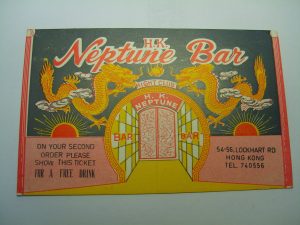 H.K.
Neptune Bar
NIGHT CLUB
H. K.
NEPTUNE
BAR BAR
ON YOUR SECOND
ORDER PLEASE
SHOW THIS TICKET
FOR A FREE DRINK
54-56, LOCKHART RD
HONG KONG
TEL. 740556